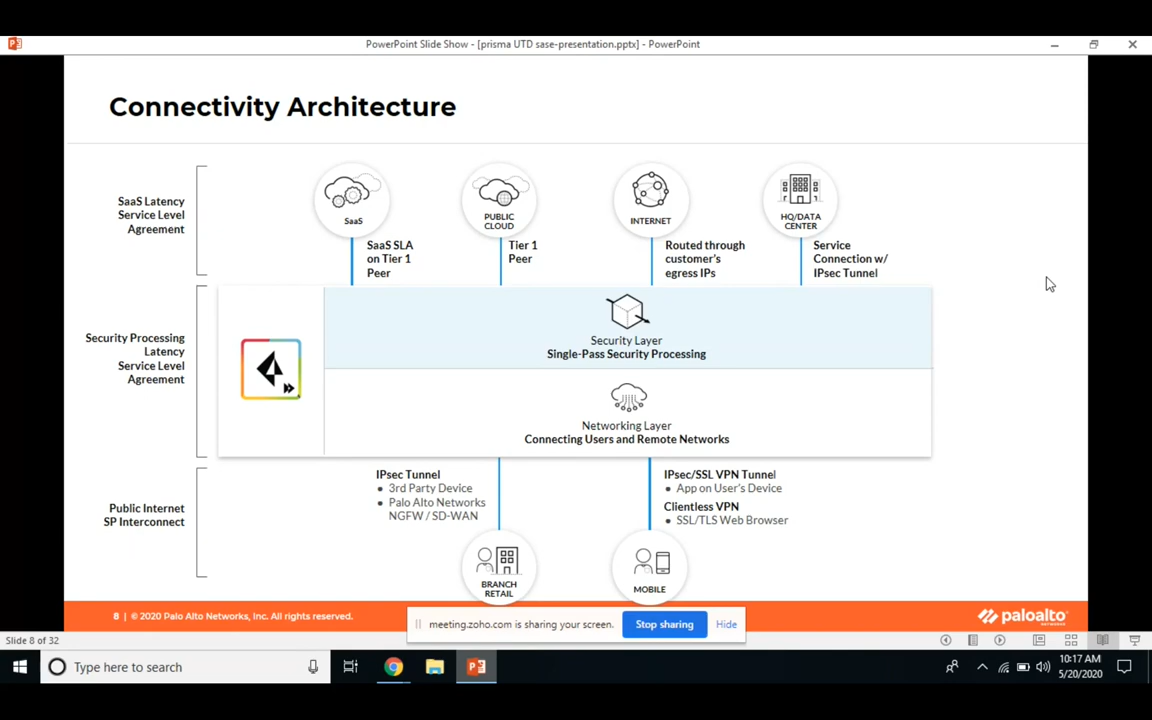 PowerPoint Slide Show - [prisma UTD sase-presentation.pptx] - PowerPoint
Connectivity Architecture
SaaS Latency
Service Level
Agreement
SaaS
PUBLIC
CLOUD
INTERNET
HQ/DATA
CENTER
SaaS SLA
on Tier 1
Peer
Tier 1
Peer
Routed through
customer's
egress IPs
Service
Connection w/
IPsec Tunnel
Security Processing
Latency
Service Level
Agreement
Security Layer
Single-Pass Security Processing
Networking Layer
Connecting Users and Remote Networks
Public Internet
SP Interconnect
IPsec Tunnel
• 3rd Party Device
• Palo Alto Networks
NGFW / SD-WAN
IPsec/SSL VPN Tunnel
• App on User's Device
Clientless VPN
• SSL/TLS Web Browser
BRANCH
RETAIL
MOBILE
8 | © 2020 Palo Alto Networks, Inc. All rights reserved.
paloalto
NETWORKS
meeting.zoho.com is sharing your screen.
Stop sharing
Hide
Slide 8 of 32
Type here to search
10:17 AM
5/20/2020